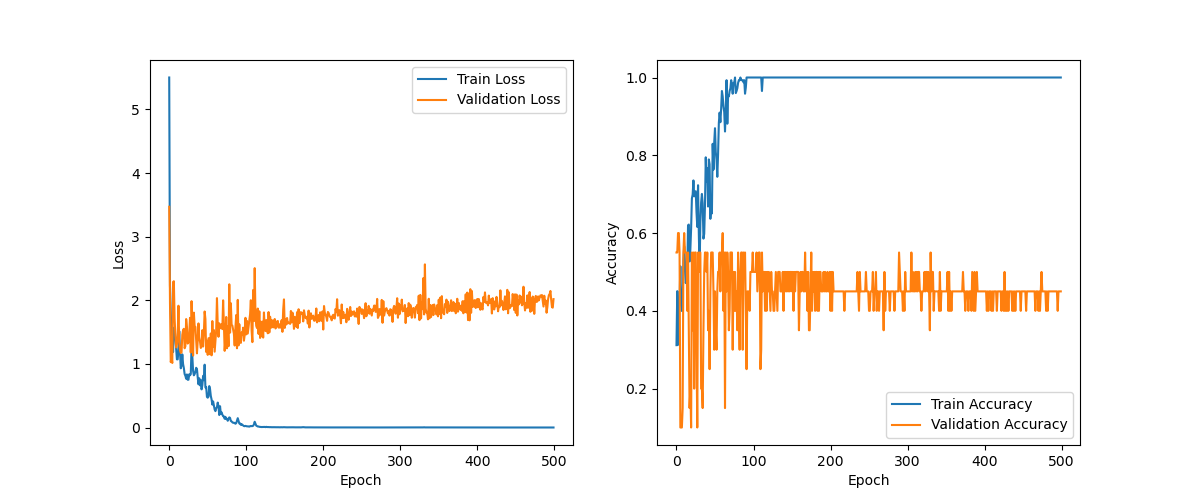 Train Loss
Validation Loss
5
4
3
2
1
0
0 100 200 300 400 500
Epoch
Loss
1.0
0.8
0.6
0.4
0.2
0 100 200 300 400 500
Epoch
Accuracy
Train Accuracy
Validation Accuracy